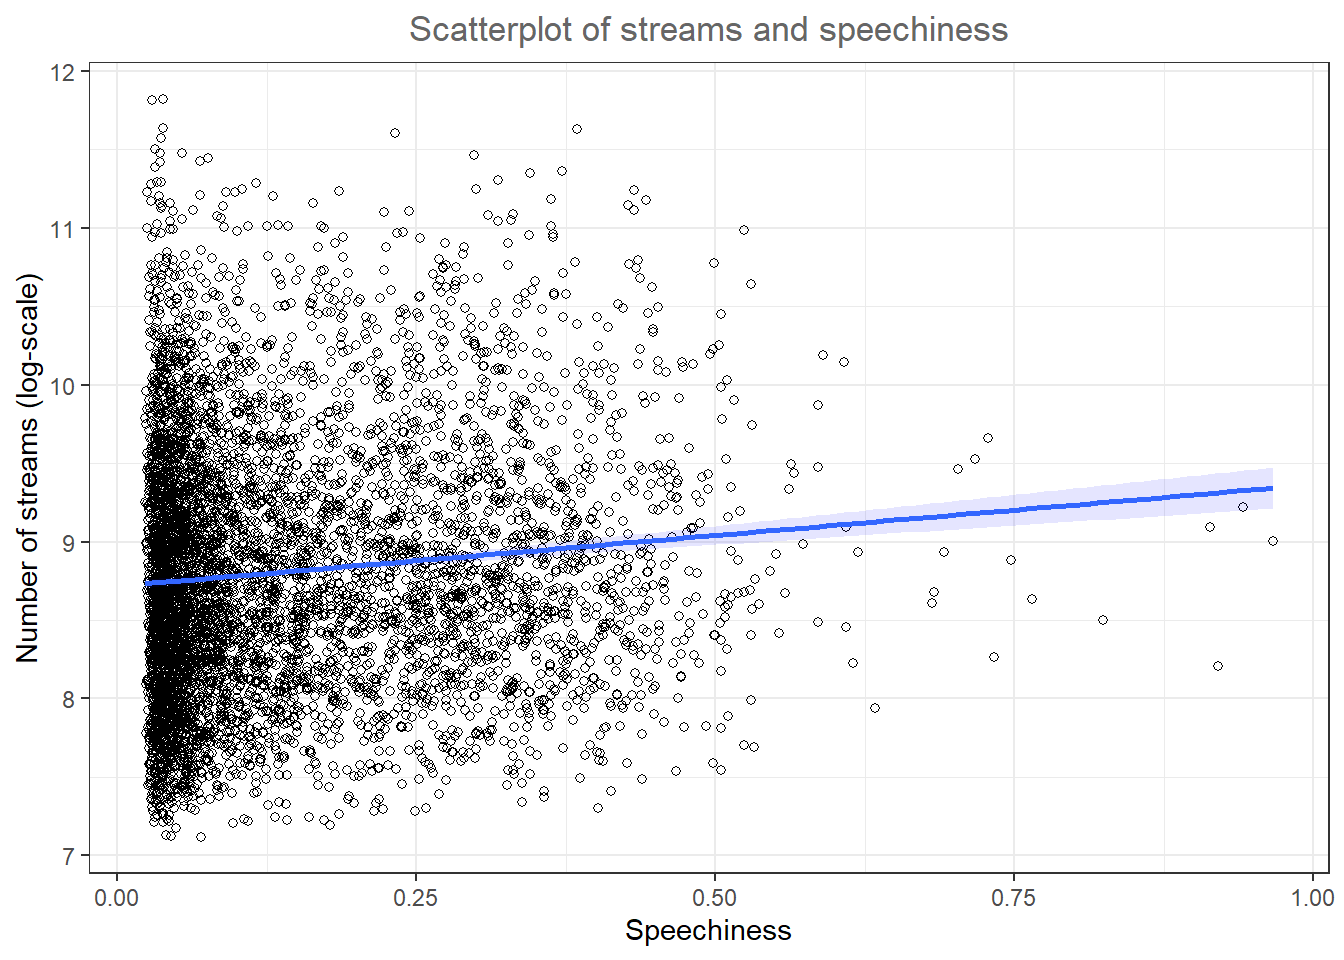 Scatterplot of streams and speechiness
Number of streams (log-scale)
12
11
10
9
8
7
0.00 0.25 0.50 0.75 1.00
Speechiness